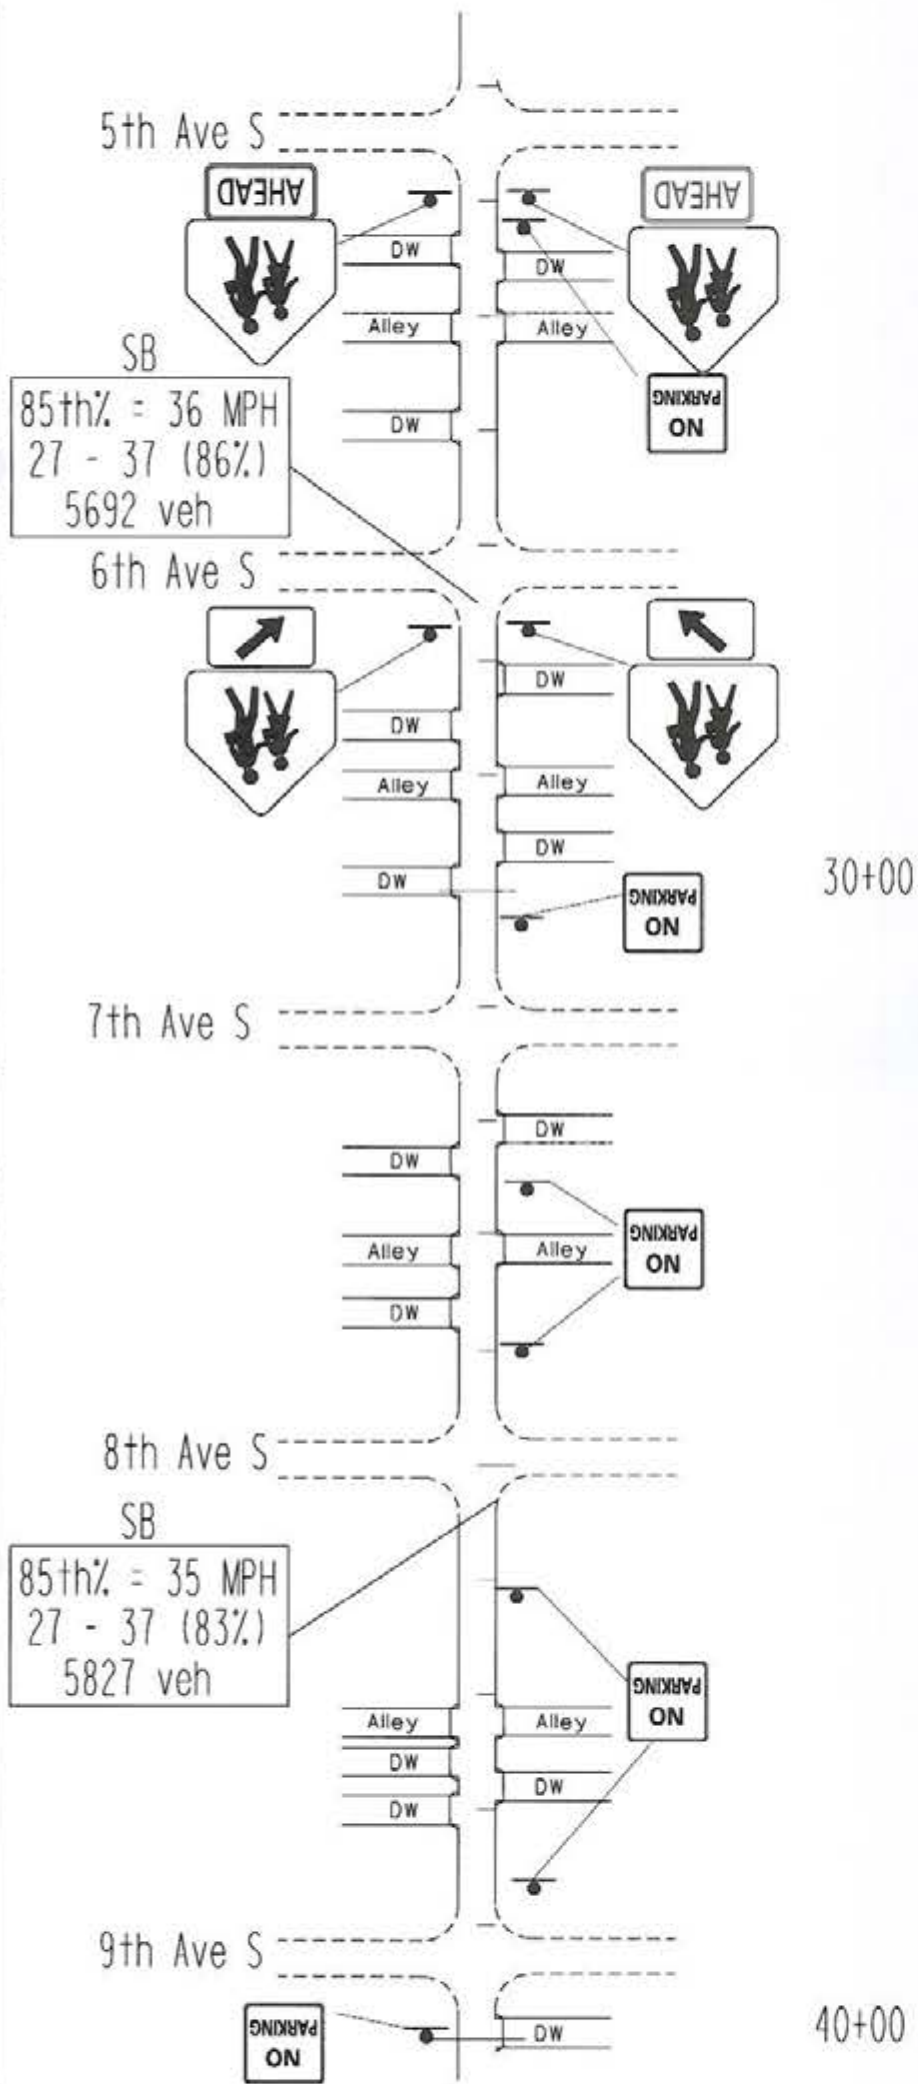 5th Ave S
AHEAD
AHEAD
DW
DW
Alley
Alley
SB
85th% = 36 MPH
27 - 37 (86%)
5692 veh
NO
PARKING
DW
6th Ave S
DW
DW
Alley
Alley
DW
DW
30+00
NO
PARKING
7th Ave S
DW
DW
NO
PARKING
Alley
Alley
DW
8th Ave S
SB
85th% = 35 MPH
27 - 37 (83%)
5827 veh
NO
PARKING
Alley
Alley
DW
DW
DW
9th Ave S
NO
PARKING
DW
40+00